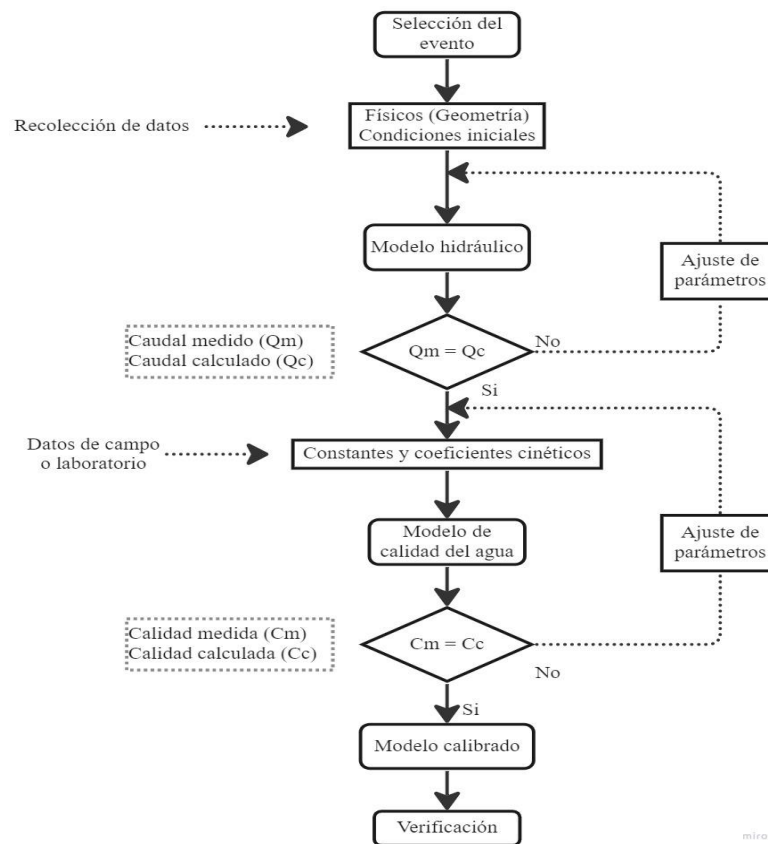 Selección del
evento
Recolección de datos
Físicos (Geometría)
Condiciones iniciales
Modelo hidráulico
Ajuste de
parámetros
Caudal medido (Qm)
Caudal calculado (Qc)
Qm = Qc
No
Si
Datos de campo
o laboratorio
Constantes y coeficientes cinéticos
Modelo de
calidad del agua
Ajuste de
parámetros
Calidad medida (Cm)
Calidad calculada (Cc)
Cm = Cc
No
Si
Modelo calibrado
Verificación
miro